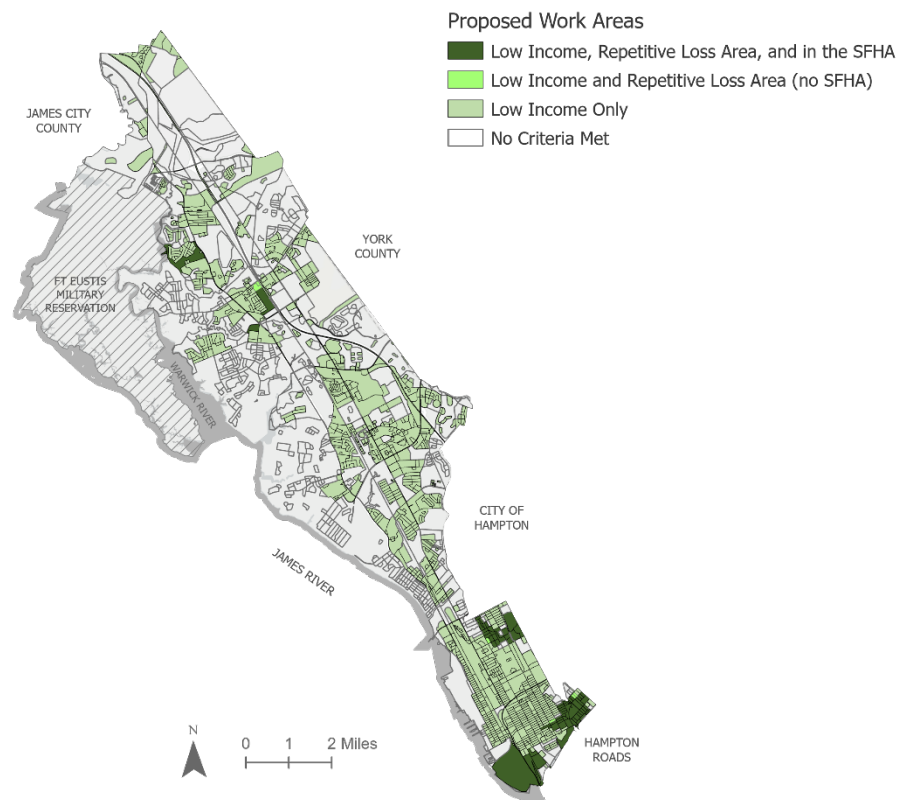 Proposed Work Areas
Low Income, Repetitive Loss Area, and in the SFHA
Low Income and Repetitive Loss Area (no SFHA)
Low Income Only
No Criteria Met
JAMES CITY
COUNTY
YORK
COUNTY
FT EUSTIS
MILITARY
RESERVATION
WARWICK RIVER
CITY OF
HAMPTON
JAMES RIVER
HAMPTON
ROADS
N
0 1 2 Miles